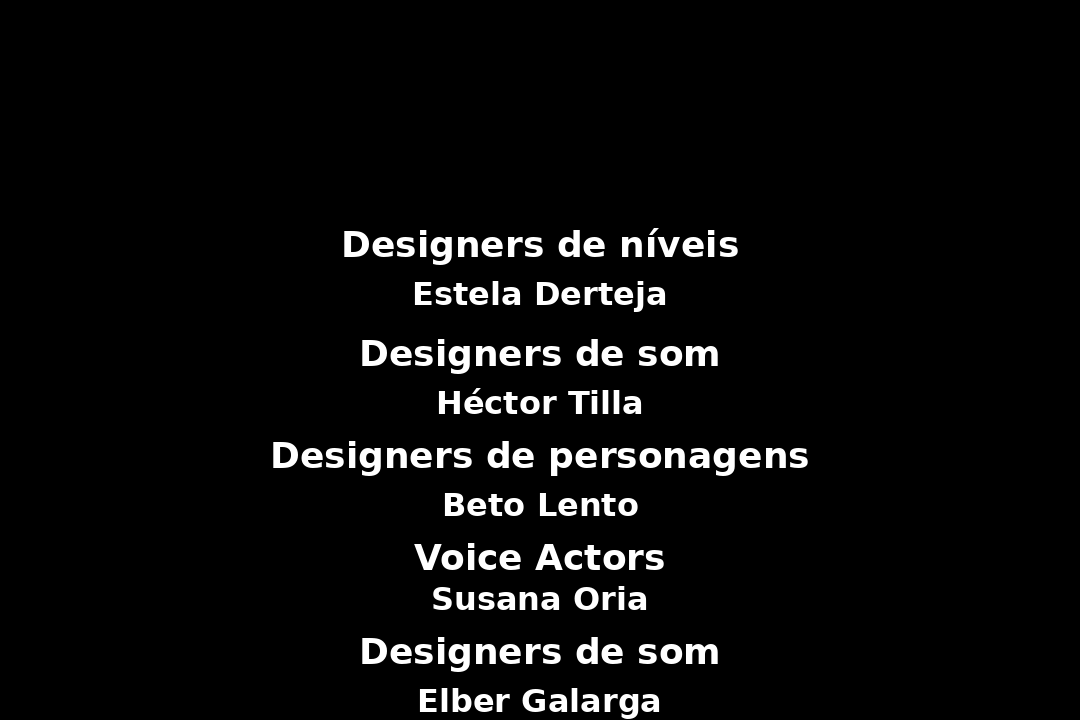 Designers de níveis
Estela Derteja
Designers de som
Héctor Tilla
Designers de personagens
Beto Lento
Voice Actors
Susana Oria
Designers de som
Elber Galarga